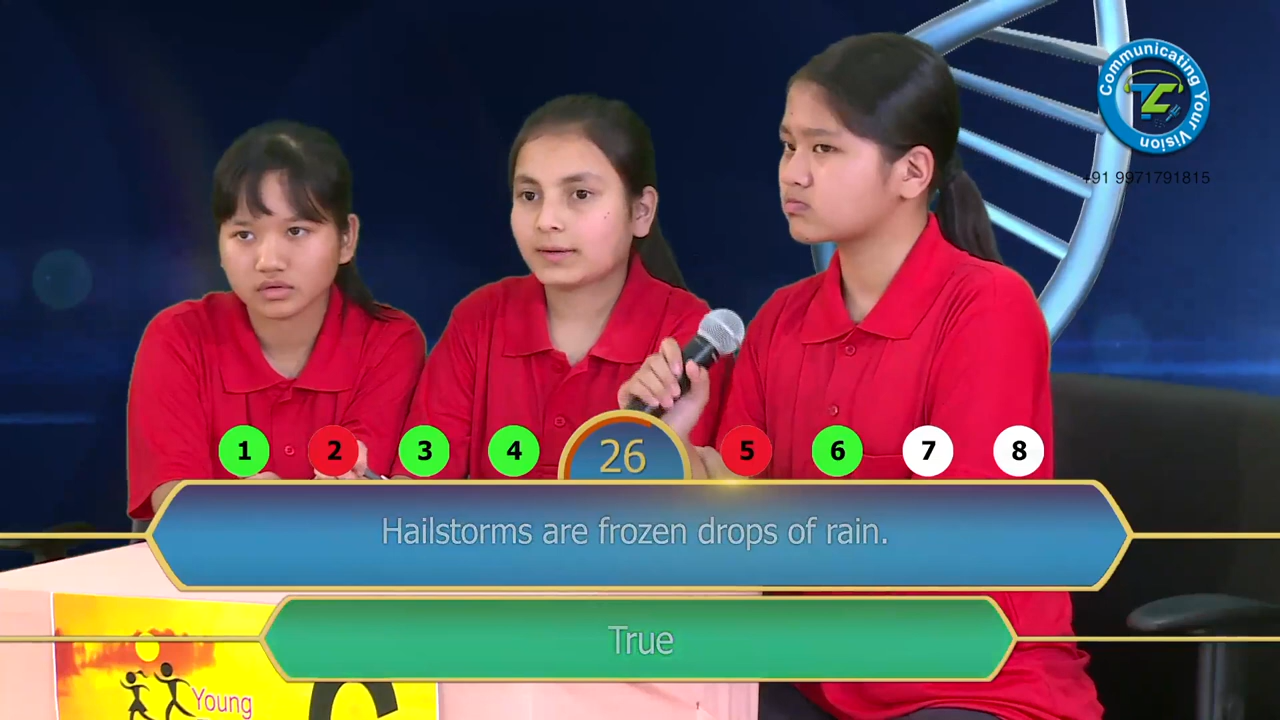 Communicating Your Vision
TC
+91 9971791815
1 2 3 4 26 5 6 7 8
Hailstorms are frozen drops of rain.
True
Young